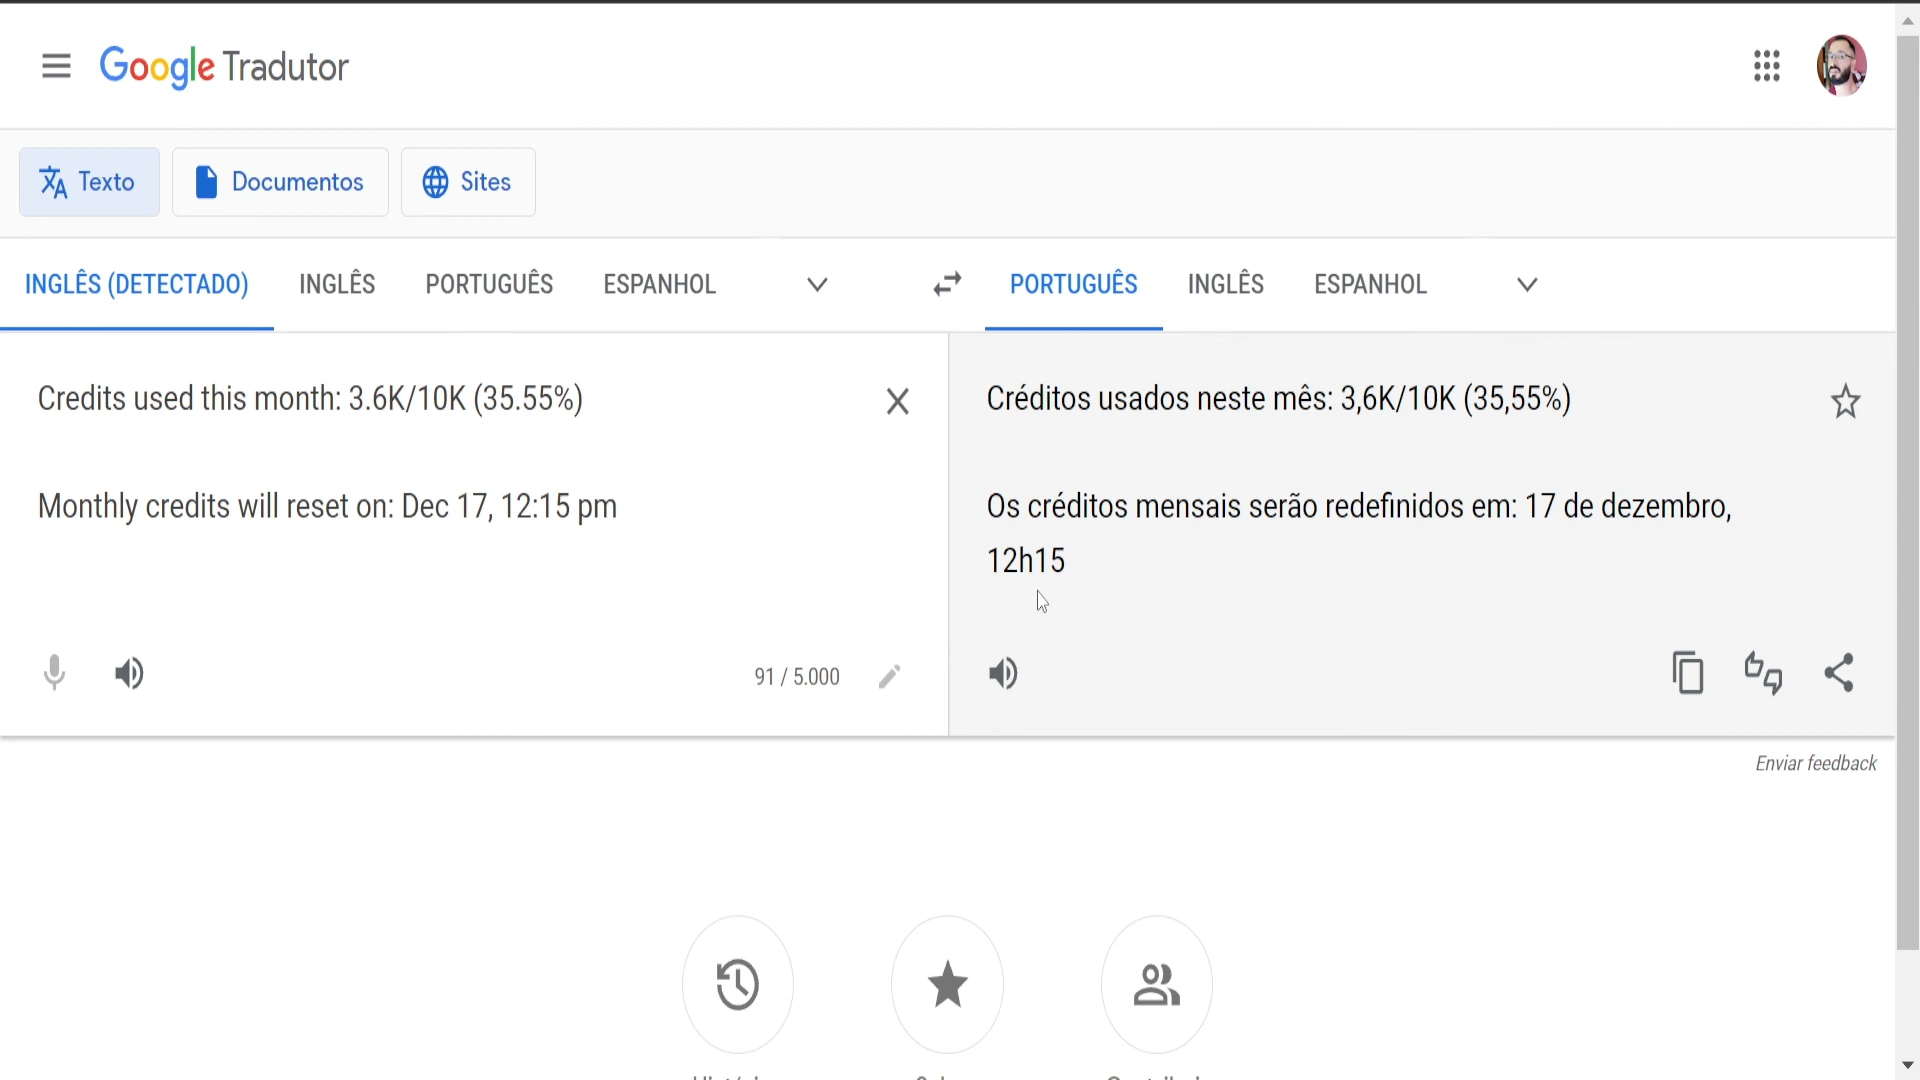 Google Tradutor
Texto
Documentos
Sites
INGLÊS (DETECTADO)
INGLÊS
PORTUGUÊS
ESPANHOL
PORTUGUÊS
INGLÊS
ESPANHOL
Credits used this month: 3.6K/10K (35.55%)
Monthly credits will reset on: Dec 17, 12:15 pm
91 / 5.000
Créditos usados neste mês: 3,6K/10K (35,55%)
Os créditos mensais serão redefinidos em: 17 de dezembro,
12h15
Enviar feedback